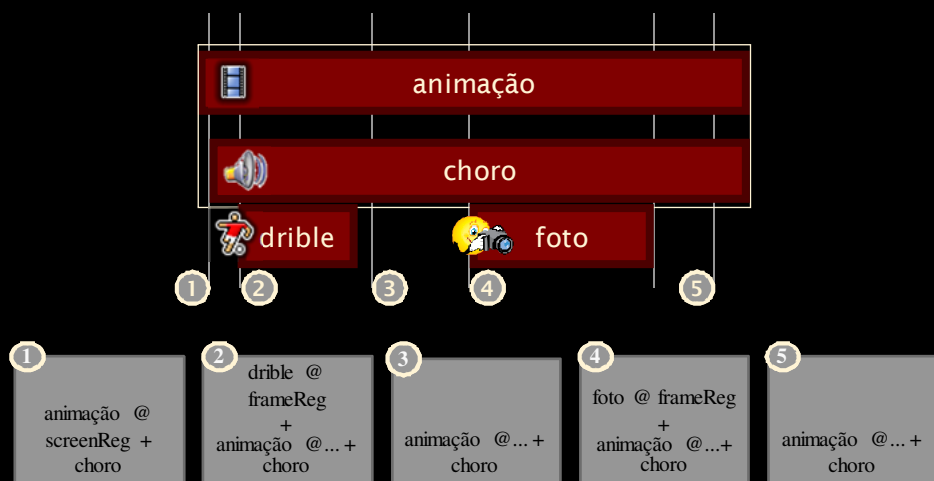 animação
choro
drible
foto
1
2
3
4
5
1
animação @
screenReg +
choro
2
drible @
frameReg
+
animação @... +
choro
3
animação @... +
choro
4
foto @ frameReg
+
animação @...+
choro
5
animação @... +
choro